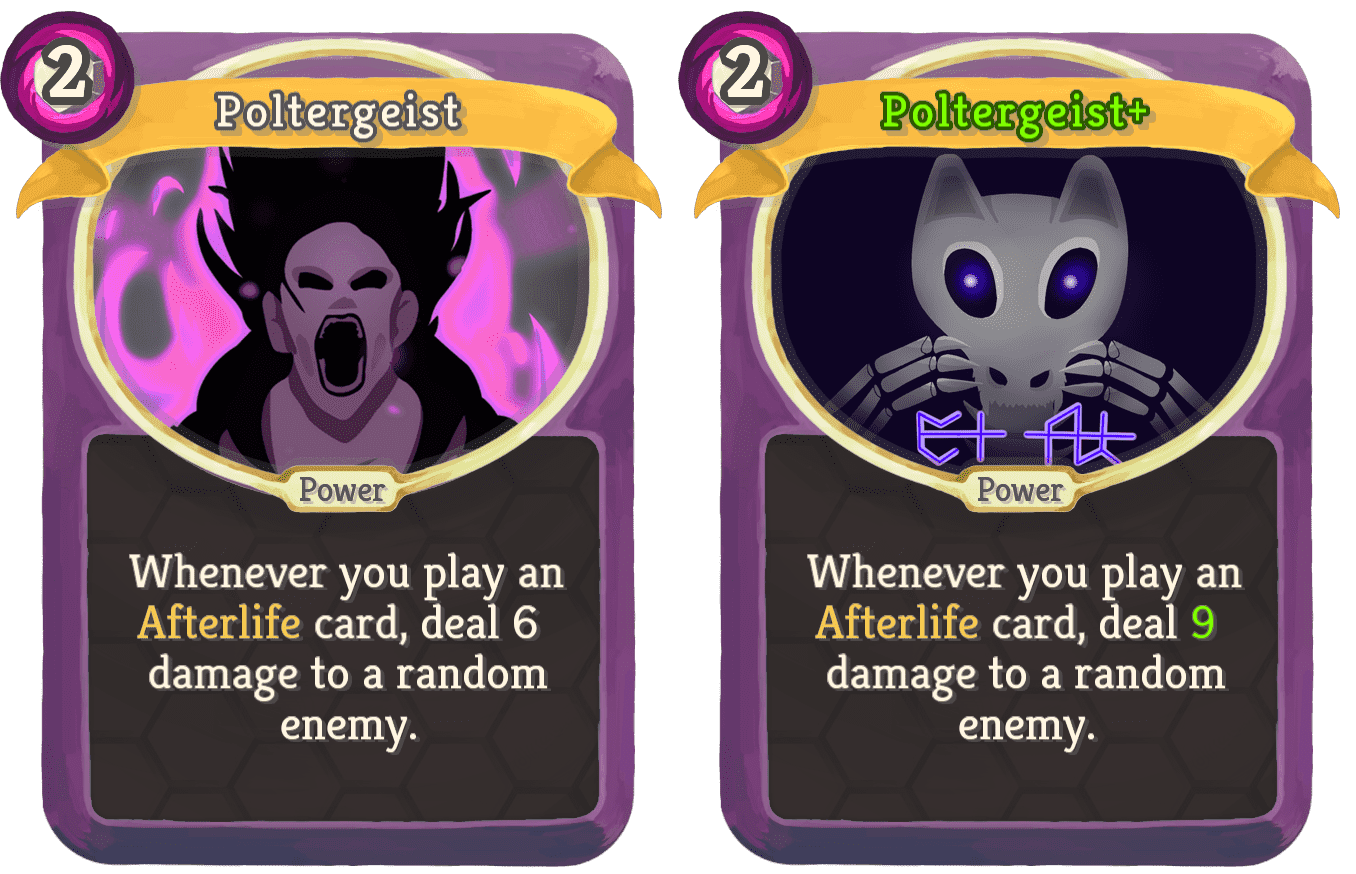 2
Poltergeist
Power
Whenever you play an
Afterlife card, deal 6
damage to a random
enemy.
2
Poltergeist+
Power
Whenever you play an
Afterlife card, deal 9
damage to a random
enemy.